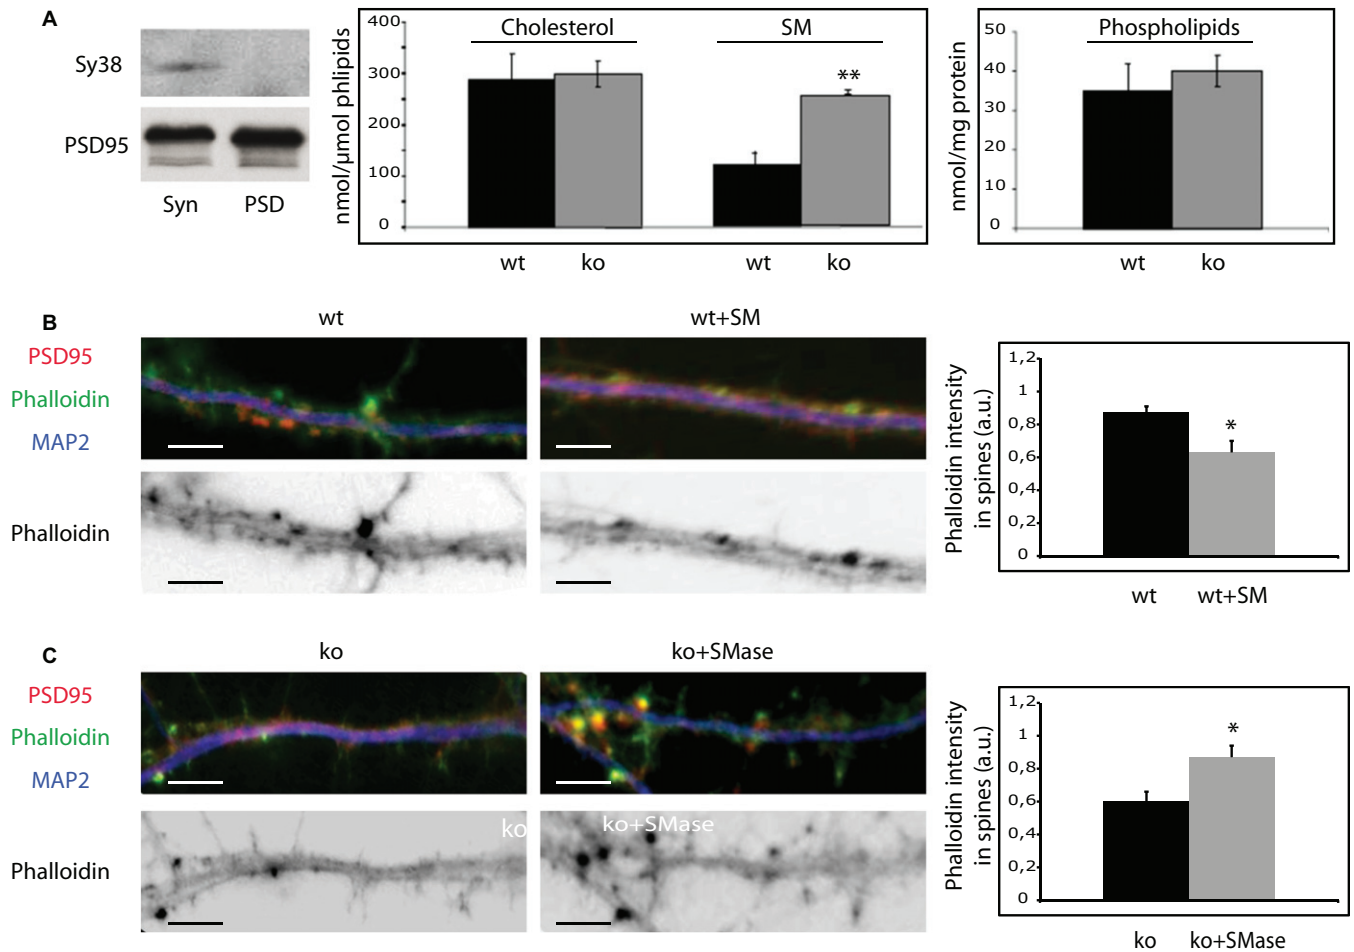 A
Sy38
PSD95
Syn PSD
nmol/µmol phlipids
400
300
200
100
0
Cholesterol SM
**
wt ko wt ko
nmol/mg protein
50
40
30
20
10
0
Phospholipids
wt ko
B
wt wt+SM
PSD95
Phalloidin
MAP2
Phalloidin
Phalloidin intensity
in spines (a.u.)
1,2
1
0,8
0,6
0,4
0,2
0
*
wt wt+SM
C
ko ko+SMase
PSD95
Phalloidin
MAP2
Phalloidin
ko ko+SMase
Phalloidin intensity
in spines (a.u.)
1,2
1
0,8
0,6
0,4
0,2
0
*
ko ko+SMase